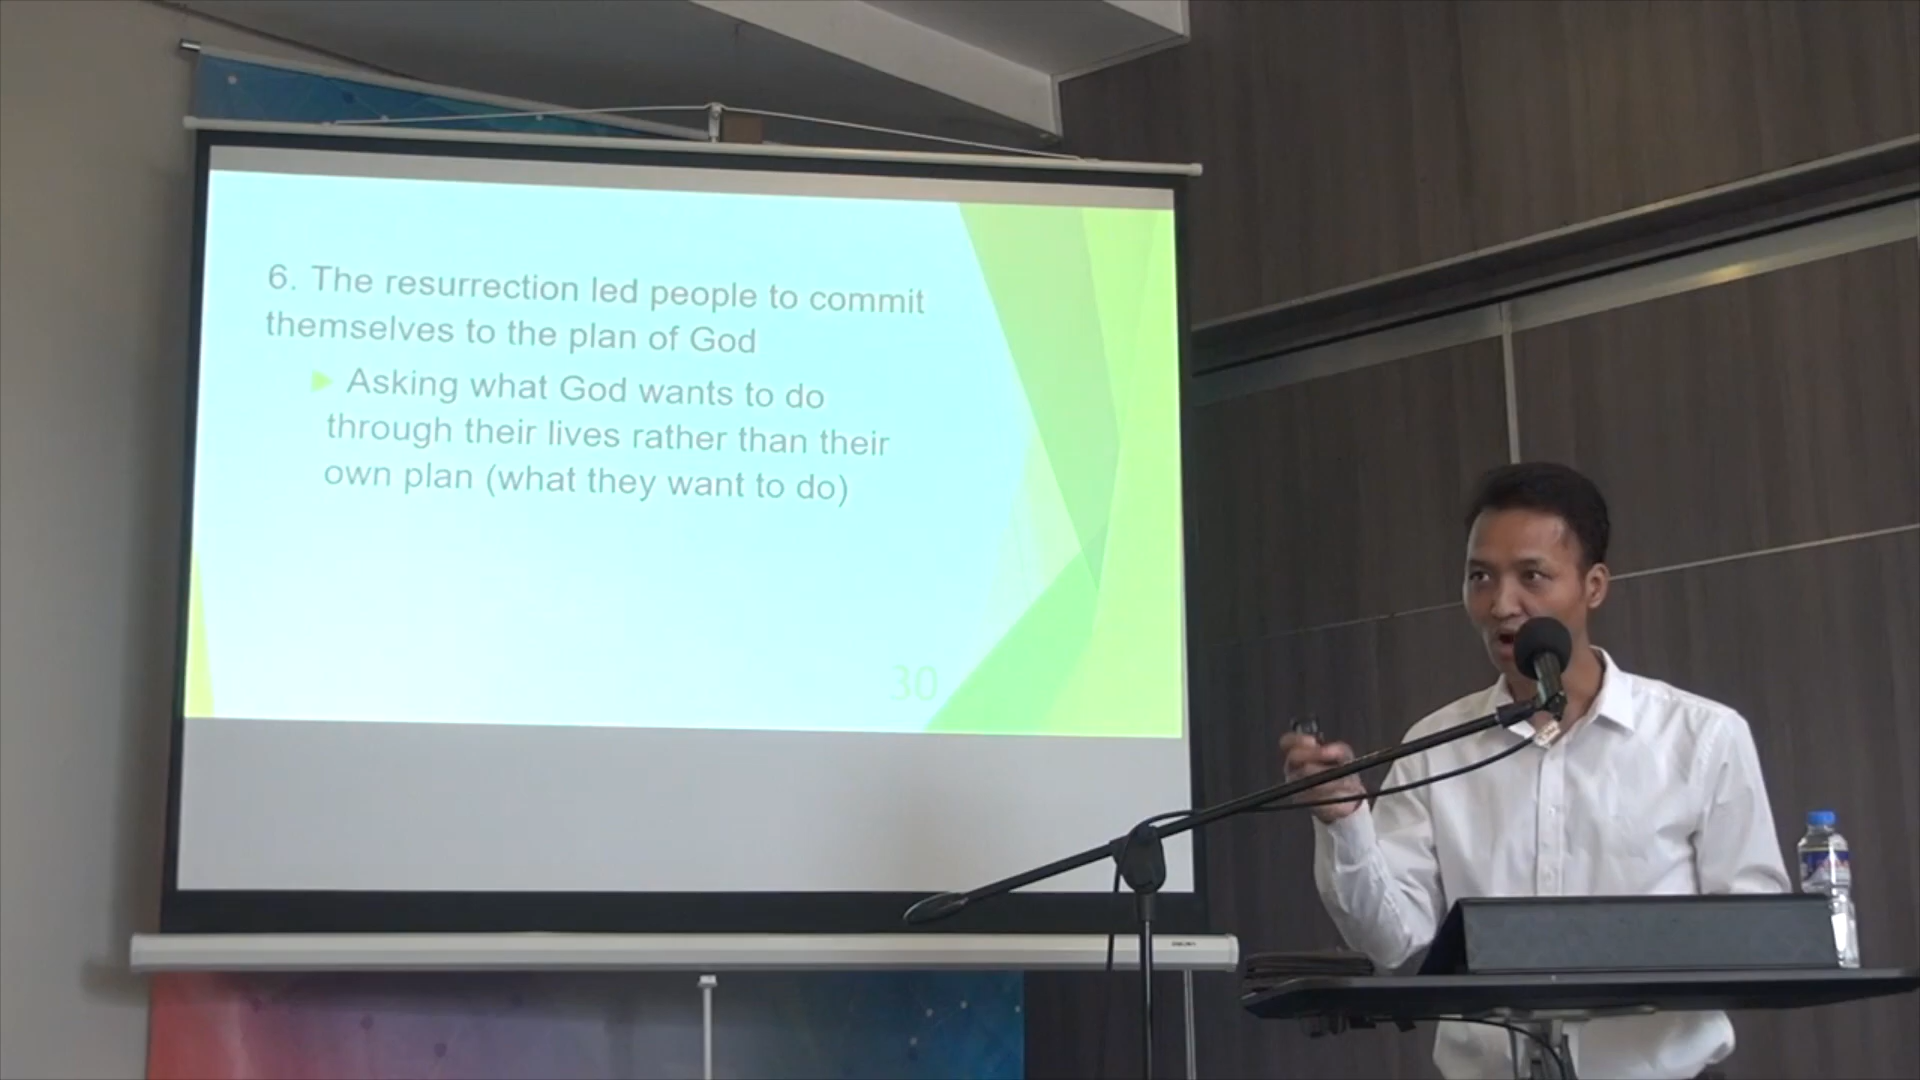 6. The resurrection led people to commit
themselves to the plan of God
Asking what God wants to do
through their lives rather than their
own plan (what they want to do)
30